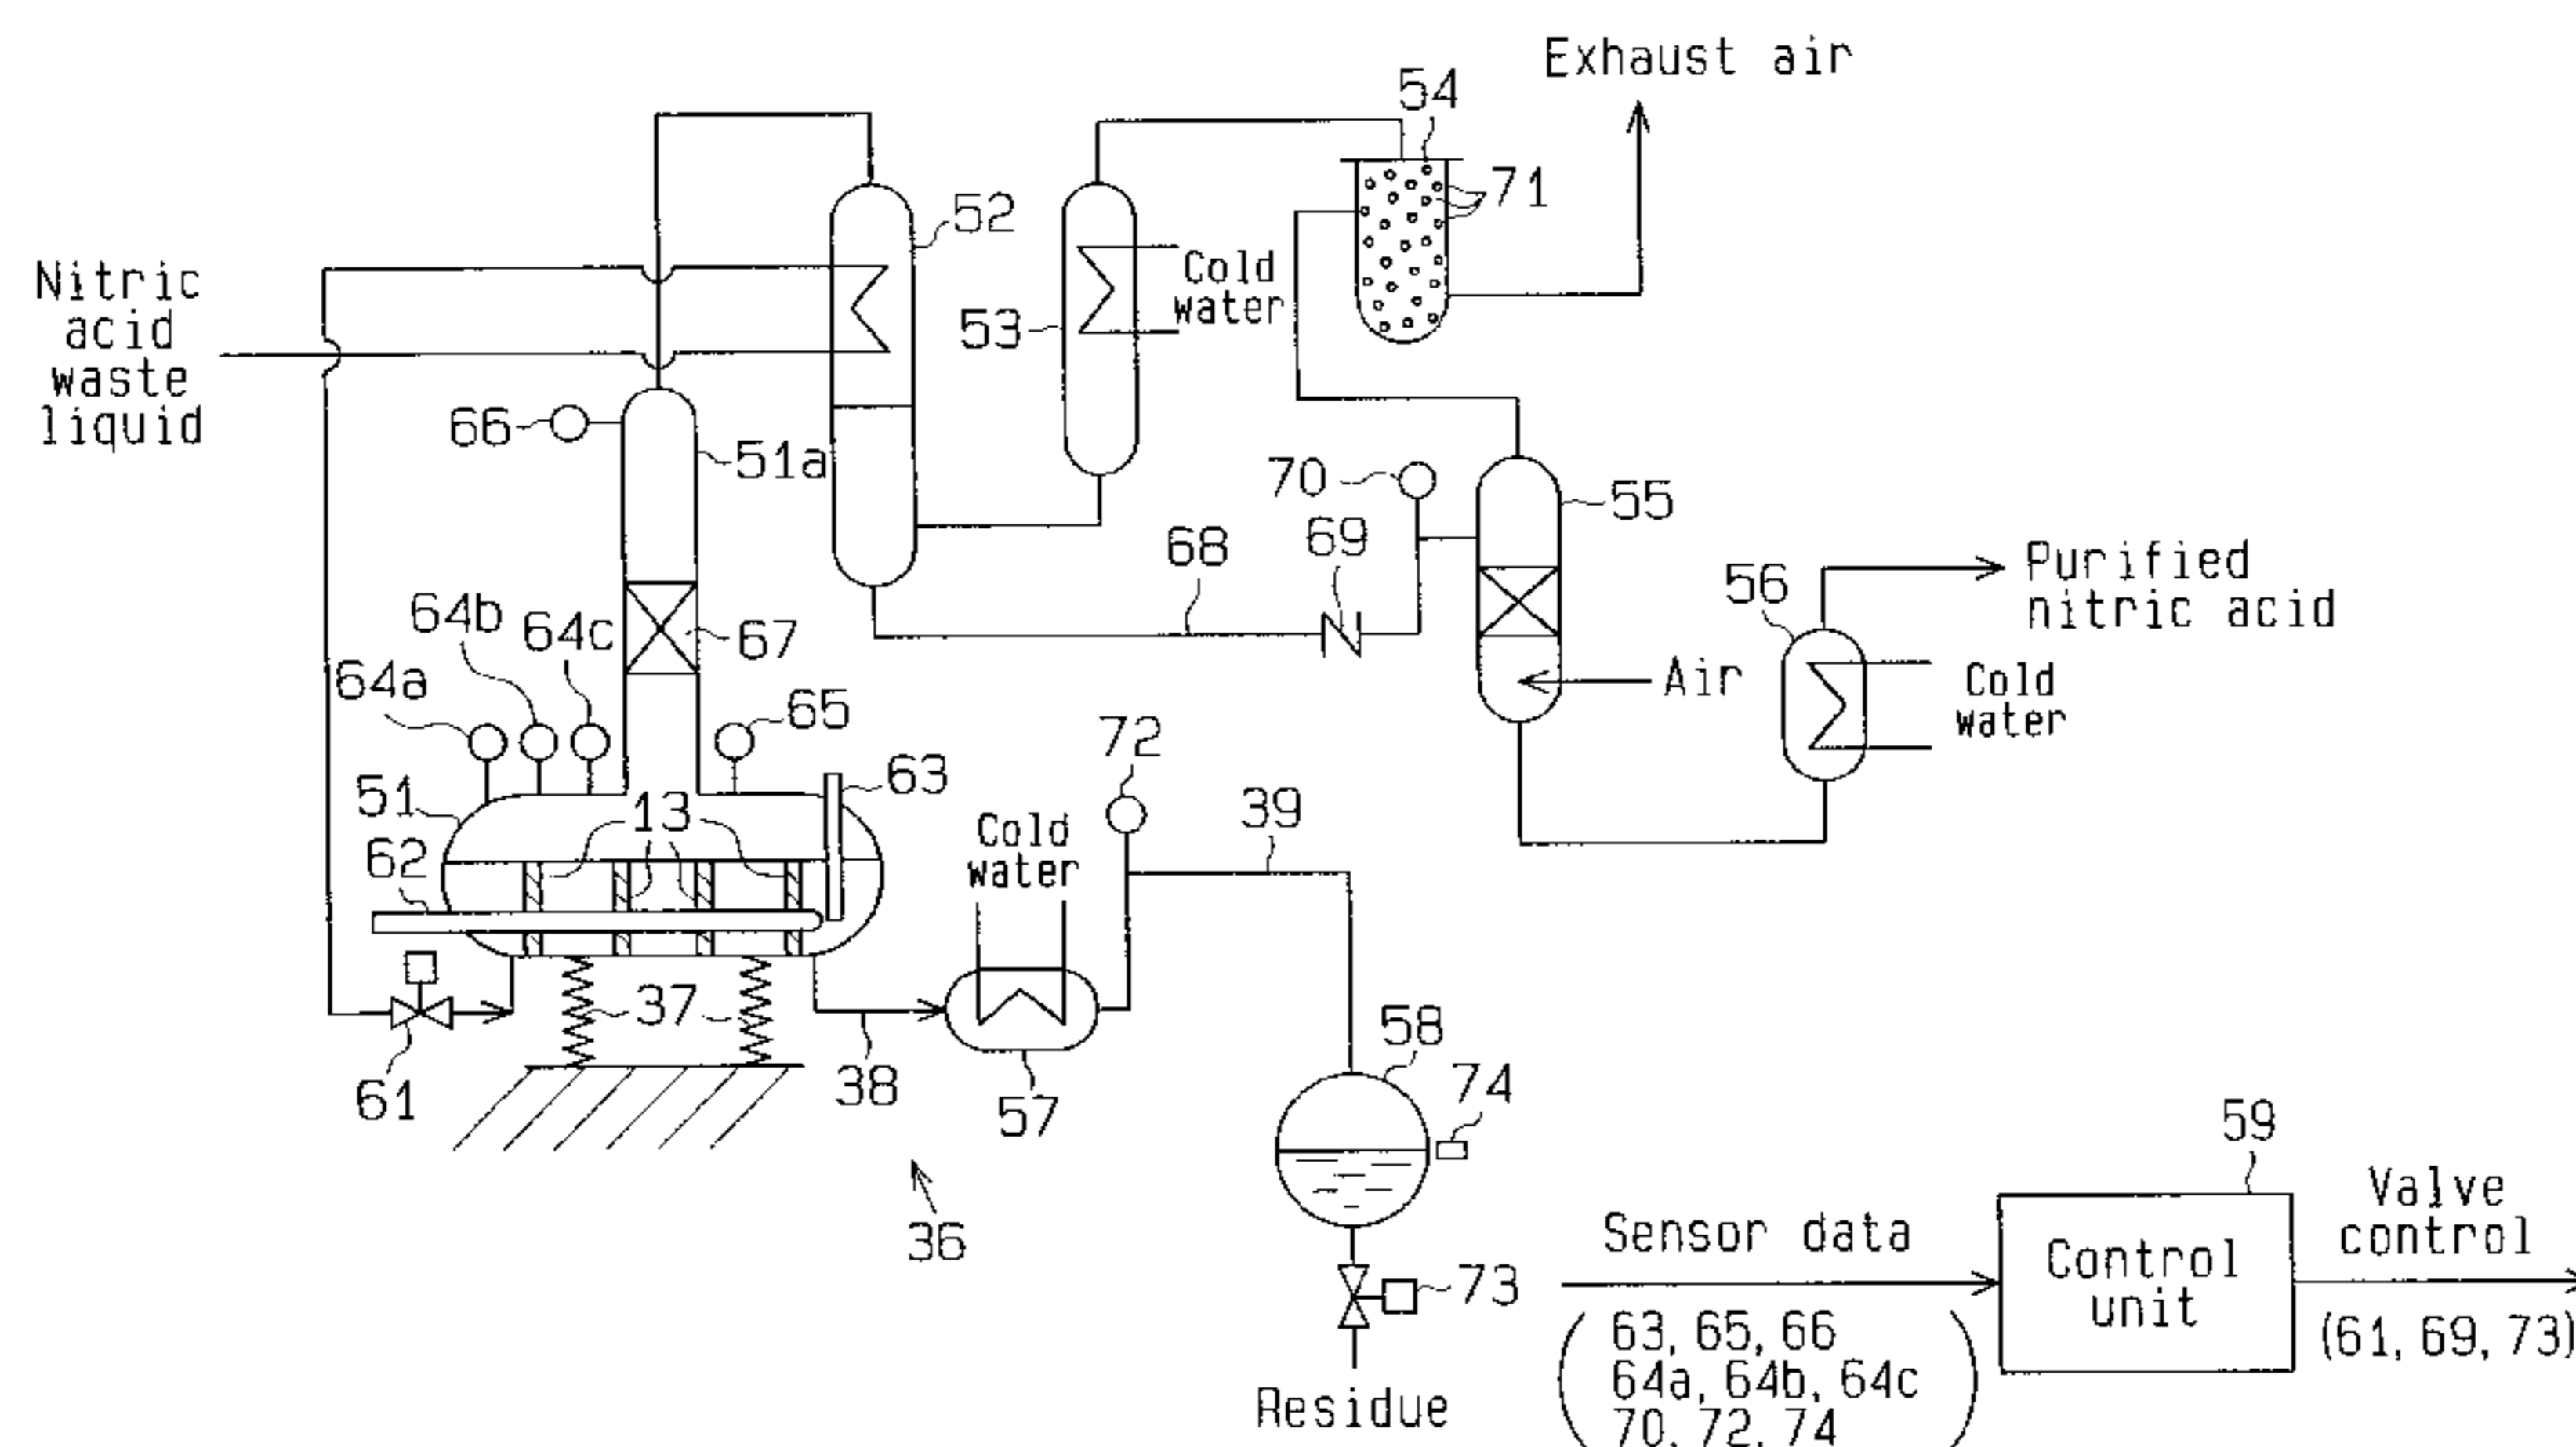 Exhaust air
54
71
52
Nitric
acid
waste
liquid
Cold
water
53
66
51a
70
55
69
68
Purified
nitric acid
56
64b
64c
67
64a
Air
Cold
water
65
72
63
51
13
Cold
water
39
62
37
58
61
38
57
74
59
36
Sensor data
Control
unit
Valve
control
73
63, 65, 66
64a, 64b, 64c
70, 72, 74
(61, 69, 73)
Residue